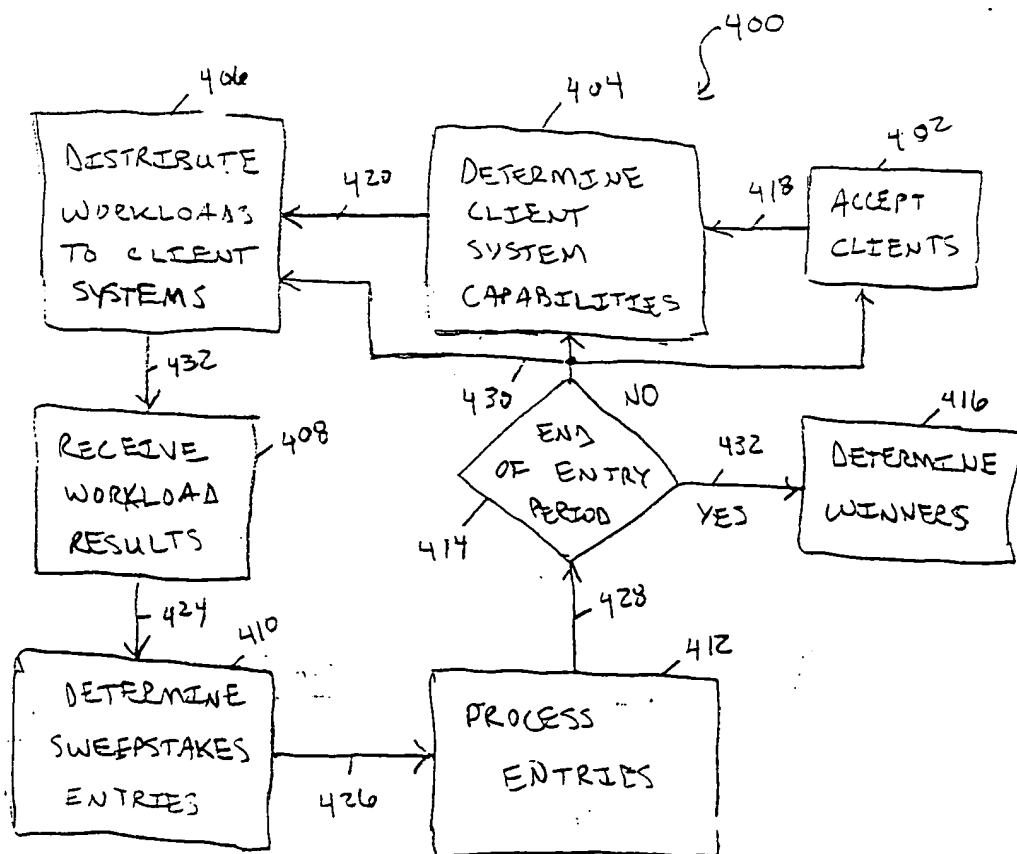 400
406
DISTRIBUTE
WORKLOADS
TO CLIENT
SYSTEMS
420
404
DETERMINE
CLIENT
SYSTEM
CAPABILITIES
418
402
ACCEPT
CLIENTS
432
430
NO
408
RECEIVE
WORKLOAD
RESULTS
END
OF ENTRY
PERIOD
414
432
YES
416
DETERMINE
WINNERS
424
410
DETERMINE
SWEEPSTAKES
ENTRIES
426
428
412
PROCESS
ENTRIES